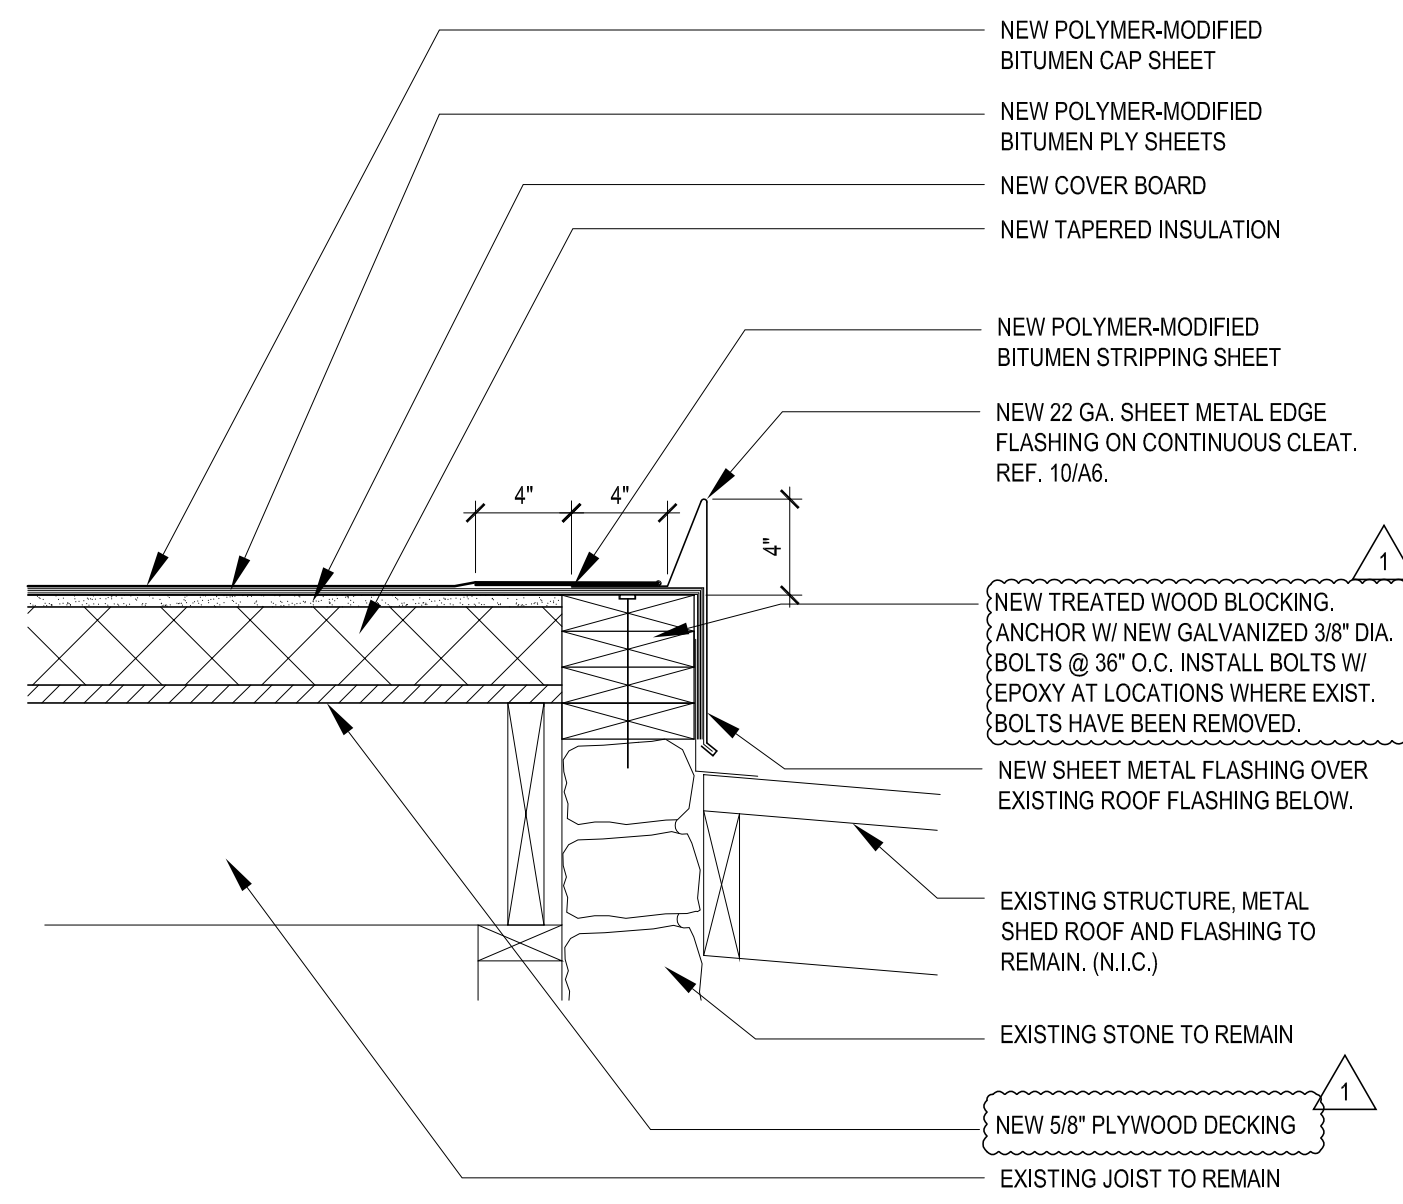 NEW POLYMER-MODIFIED
BITUMEN CAP SHEET
NEW POLYMER-MODIFIED
BITUMEN PLY SHEETS
NEW COVER BOARD
NEW TAPERED INSULATION
NEW POLYMER-MODIFIED
BITUMEN STRIPPING SHEET
NEW 22 GA. SHEET METAL EDGE
FLASHING ON CONTINUOUS CLEAT.
REF. 10/A6.
4" 4"
4"
1
NEW TREATED WOOD BLOCKING.
ANCHOR W/ NEW GALVANIZED 3/8" DIA.
BOLTS @ 36" O.C. INSTALL BOLTS W/
EPOXY AT LOCATIONS WHERE EXIST.
BOLTS HAVE BEEN REMOVED.
NEW SHEET METAL FLASHING OVER
EXISTING ROOF FLASHING BELOW.
EXISTING STRUCTURE, METAL
SHED ROOF AND FLASHING TO
REMAIN. (N.I.C.)
EXISTING STONE TO REMAIN
1
NEW 5/8" PLYWOOD DECKING
EXISTING JOIST TO REMAIN